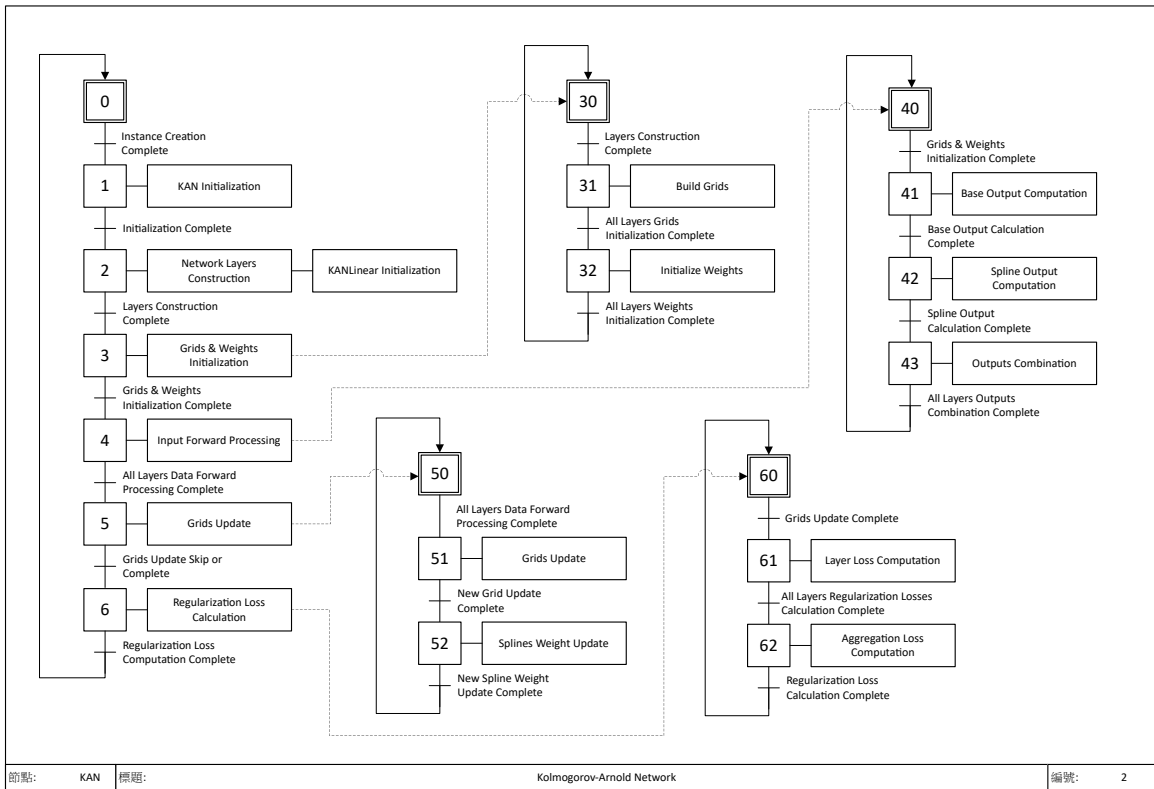 0
Instance Creation
Complete
1
KAN Initialization
Initialization Complete
2
Network Layers
Construction
KANLinear Initialization
Layers Construction
Complete
3
Grids & Weights
Initialization
Grids & Weights
Initialization Complete
4
Input Forward Processing
All Layers Data Forward
Processing Complete
5
Grids Update
Grids Update Skip or
Complete
6
Regularization Loss
Calculation
Regularization Loss
Computation Complete
30
Layers Construction
Complete
31
Build Grids
All Layers Grids
Initialization Complete
32
Initialize Weights
All Layers Weights
Initialization Complete
40
Grids & Weights
Initialization Complete
41
Base Output Computation
Base Output Calculation
Complete
42
Spline Output
Computation
Spline Output
Calculation Complete
43
Outputs Combination
All Layers Outputs
Combination Complete
50
All Layers Data Forward
Processing Complete
51
Grids Update
New Grid Update
Complete
52
Splines Weight Update
New Spline Weight
Update Complete
60
Grids Update Complete
61
Layer Loss Computation
All Layers Regularization Losses
Calculation Complete
62
Aggregation Loss
Computation
Regularization Loss
Calculation Complete
節點: KAN
標題: Kolmogorov-Arnold Network
編號: 2